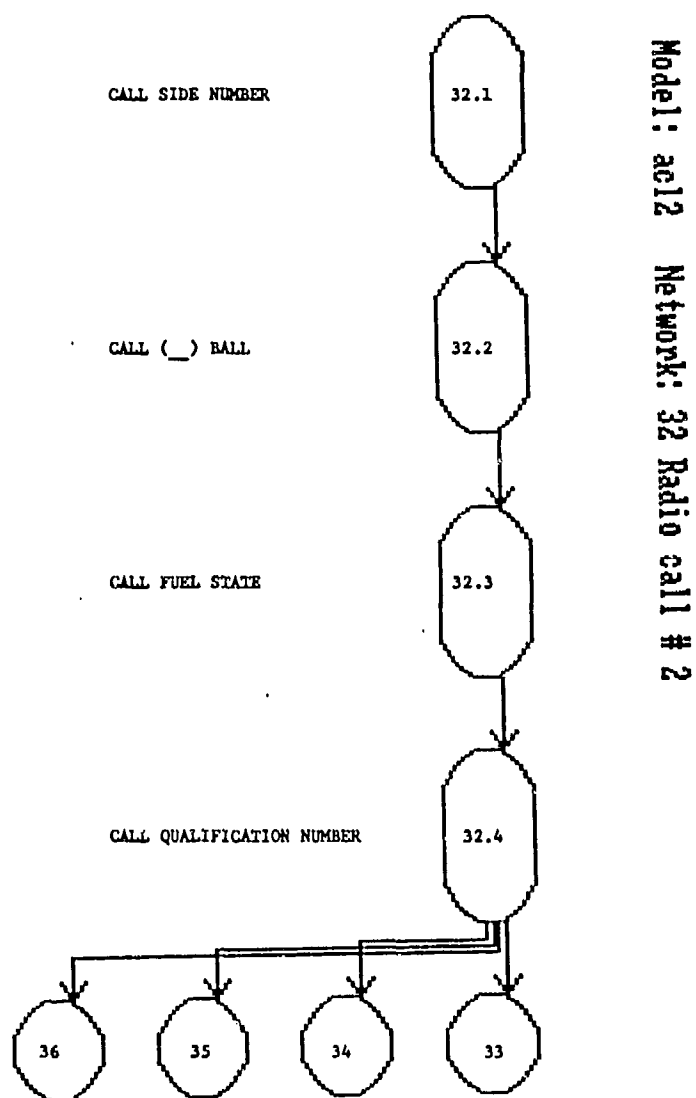 Model: acl2 Network: 32 Radio call # 2
CALL SIDE NUMBER 32.1
CALL (__) BALL 32.2
CALL FUEL STATE 32.3
CALL QUALIFICATION NUMBER 32.4
36 35 34 33